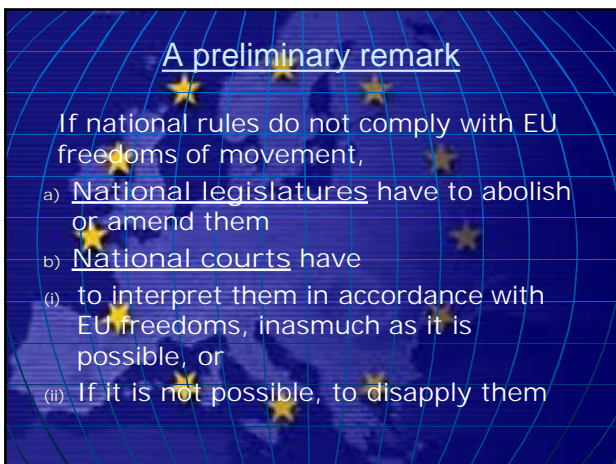 A preliminary remark
If national rules do not comply with EU
freedoms of movement,
a) National legislatures have to abolish
or amend them
b) National courts have
(i) to interpret them in accordance with
EU freedoms, inasmuch as it is
possible, or
(ii) If it is not possible, to disapply them